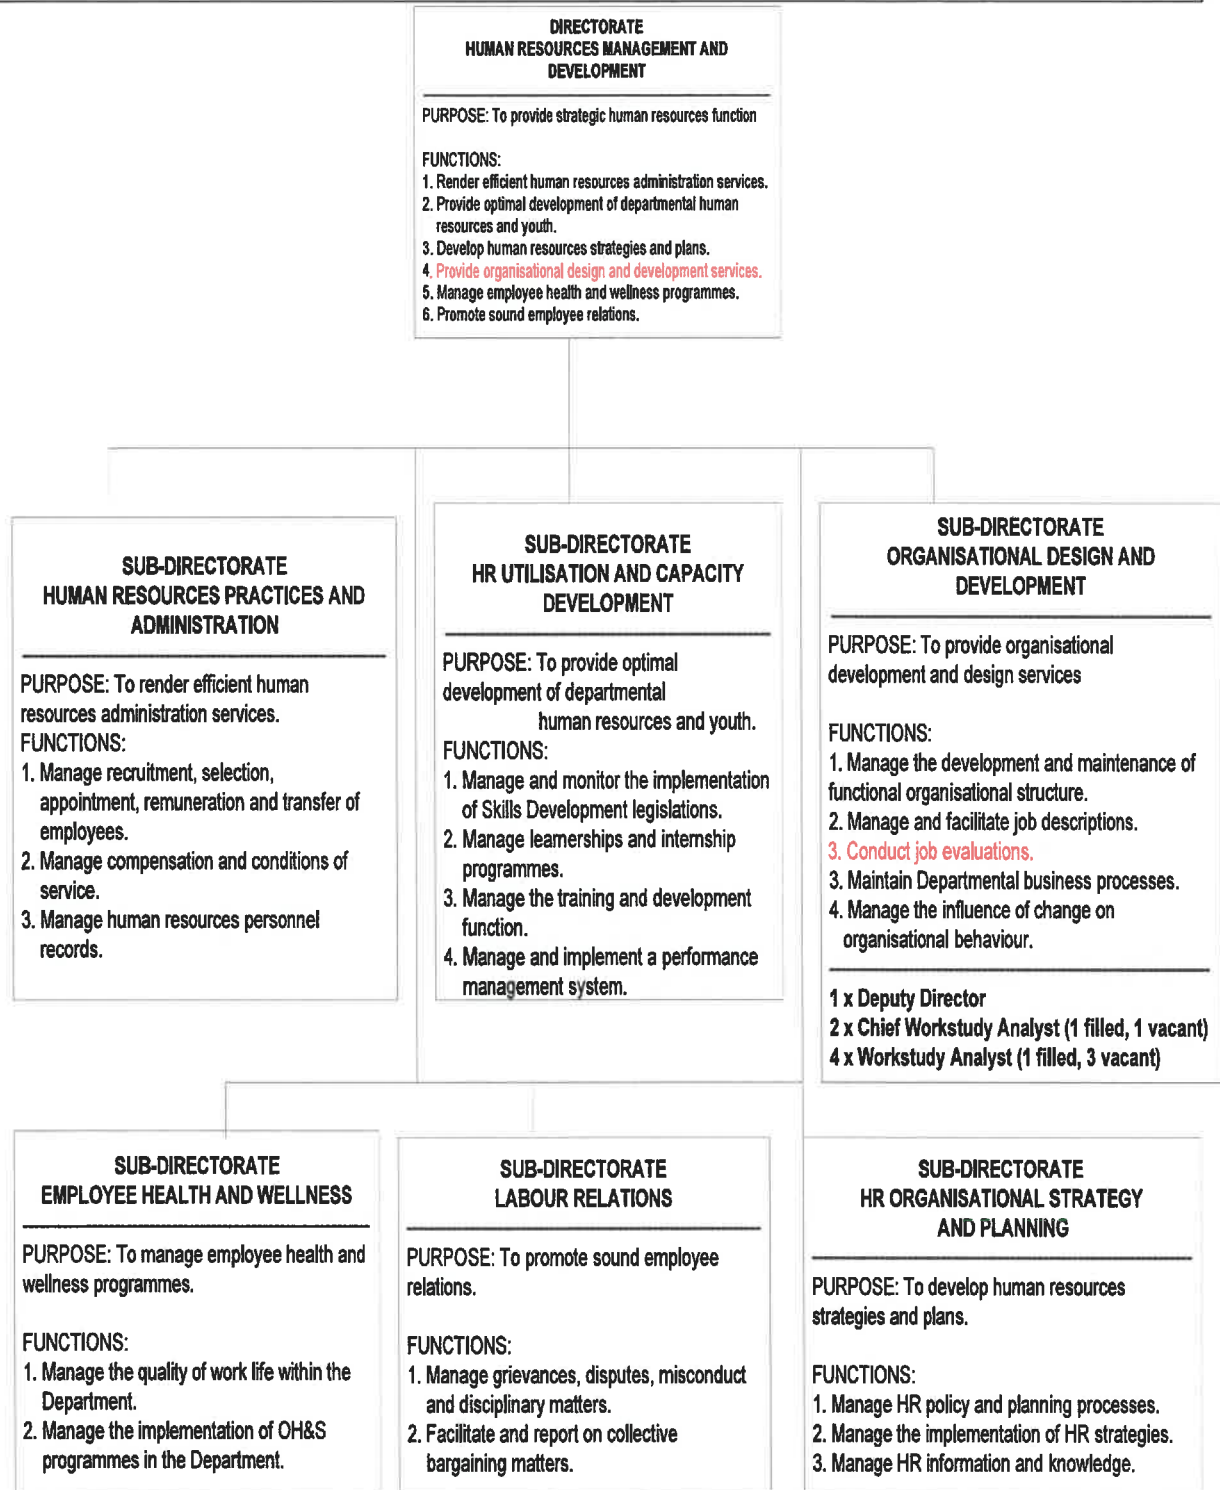 DIRECTORATE
HUMAN RESOURCES MANAGEMENT AND
DEVELOPMENT
PURPOSE: To provide strategic human resources function
FUNCTIONS:
1. Render efficient human resources administration services.
2. Provide optimal development of departmental human
resources and youth.
3. Develop human resources strategies and plans.
4. Provide organisational design and development services.
5. Manage employee health and wellness programmes.
6. Promote sound employee relations.
SUB-DIRECTORATE
HUMAN RESOURCES PRACTICES AND
ADMINISTRATION
PURPOSE: To render efficient human
resources administration services.
FUNCTIONS:
1. Manage recruitment, selection,
appointment, remuneration and transfer of
employees.
2. Manage compensation and conditions of
service.
3. Manage human resources personnel
records.
SUB-DIRECTORATE
HR UTILISATION AND CAPACITY
DEVELOPMENT
PURPOSE: To provide optimal
development of departmental
human resources and youth.
FUNCTIONS:
1. Manage and monitor the implementation
of Skills Development legislations.
2. Manage learnerships and internship
programmes.
3. Manage the training and development
function.
4. Manage and implement a performance
management system.
SUB-DIRECTORATE
ORGANISATIONAL DESIGN AND
DEVELOPMENT
PURPOSE: To provide organisational
development and design services
FUNCTIONS:
1. Manage the development and maintenance of
functional organisational structure.
2. Manage and facilitate job descriptions.
3. Conduct job evaluations.
3. Maintain Departmental business processes.
4. Manage the influence of change on
organisational behaviour.
1 x Deputy Director
2 x Chief Workstudy Analyst (1 filled, 1 vacant)
4 x Workstudy Analyst (1 filled, 3 vacant)
SUB-DIRECTORATE
EMPLOYEE HEALTH AND WELLNESS
PURPOSE: To manage employee health and
wellness programmes.
FUNCTIONS:
1. Manage the quality of work life within the
Department.
2. Manage the implementation of OH&S
programmes in the Department.
SUB-DIRECTORATE
LABOUR RELATIONS
PURPOSE: To promote sound employee
relations.
FUNCTIONS:
1. Manage grievances, disputes, misconduct
and disciplinary matters.
2. Facilitate and report on collective
bargaining matters.
SUB-DIRECTORATE
HR ORGANISATIONAL STRATEGY
AND PLANNING
PURPOSE: To develop human resources
strategies and plans.
FUNCTIONS:
1. Manage HR policy and planning processes.
2. Manage the implementation of HR strategies.
3. Manage HR information and knowledge.